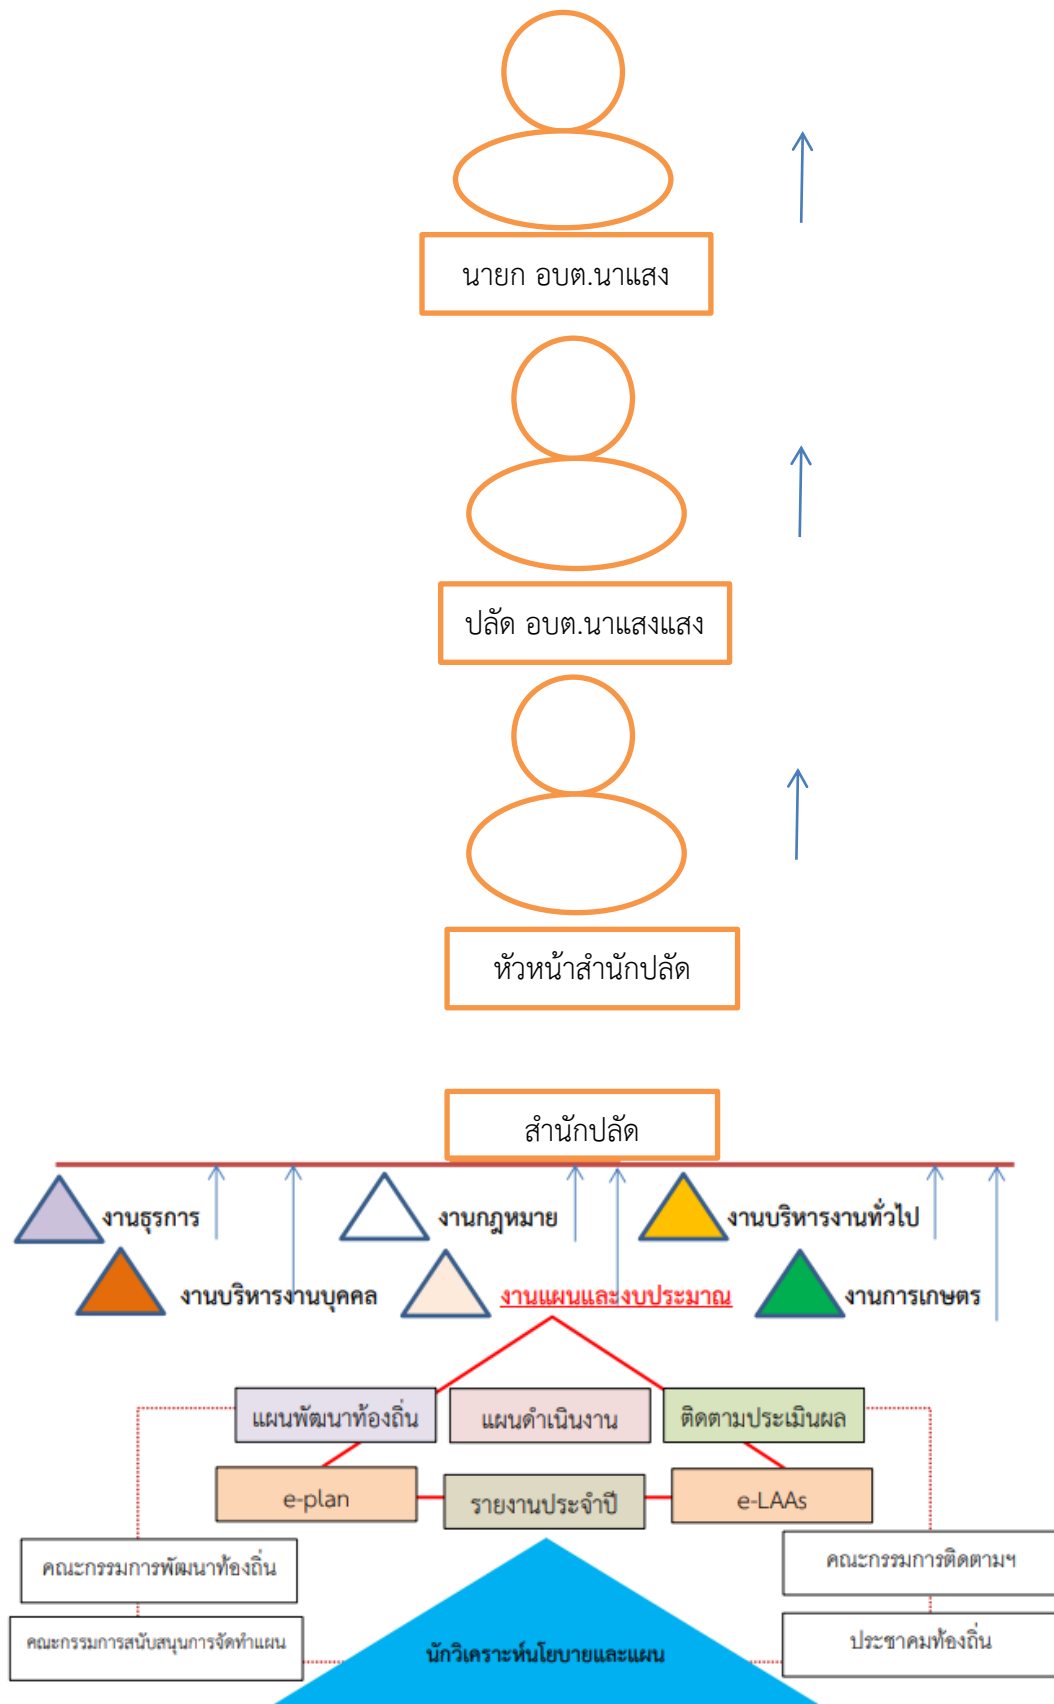 นายก อบต.นาแสง
ปลัด อบต.นาแสงแสง
หัวหน้าสำนักปลัด
สำนักปลัด
งานธุรการ
งานกฎหมาย
งานบริหารงานทั่วไป
งานบริหารงานบุคคล
งานแผนและงบประมาณ
งานการเกษตร
แผนพัฒนาท้องถิ่น
แผนดำเนินงาน
ติดตามประเมินผล
e-plan
รายงานประจำปี
e-LAAs
คณะกรรมการพัฒนาท้องถิ่น
คณะกรรมการติดตามฯ
คณะกรรมการสนับสนุนการจัดทำแผน
นักวิเคราะห์นโยบายและแผน
ประชาคมท้องถิ่น